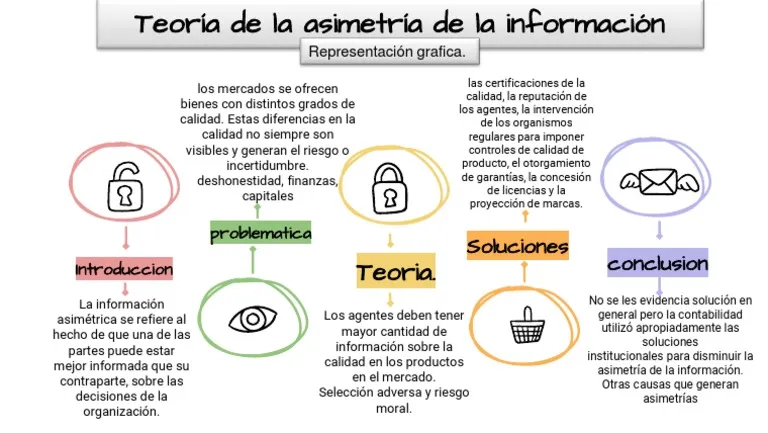 Teoría de la asimetría de la información
Representación grafica.
Introduccion
La información
asimétrica se refiere al
hecho de que una de las
partes puede estar
mejor informada que su
contraparte, sobre las
decisiones de la
organización.
los mercados se ofrecen
bienes con distintos grados de
calidad. Estas diferencias en la
calidad no siempre son
visibles y generan el riesgo o
incertidumbre.
deshonestidad, finanzas,
capitales
problematica
Teoria.
Los agentes deben tener
mayor cantidad de
información sobre la
calidad en los productos
en el mercado.
Selección adversa y riesgo
moral.
las certificaciones de la
calidad, la reputación de
los agentes, la intervención
de los organismos
regulares para imponer
controles de calidad de
producto, el otorgamiento
de garantías, la concesión
de licencias y la
proyección de marcas.
Soluciones
conclusion
No se les evidencia solución en
general pero la contabilidad
utilizó apropiadamente las
soluciones
institucionales para disminuir la
asimetría de la información.
Otras causas que generan
asimetrías